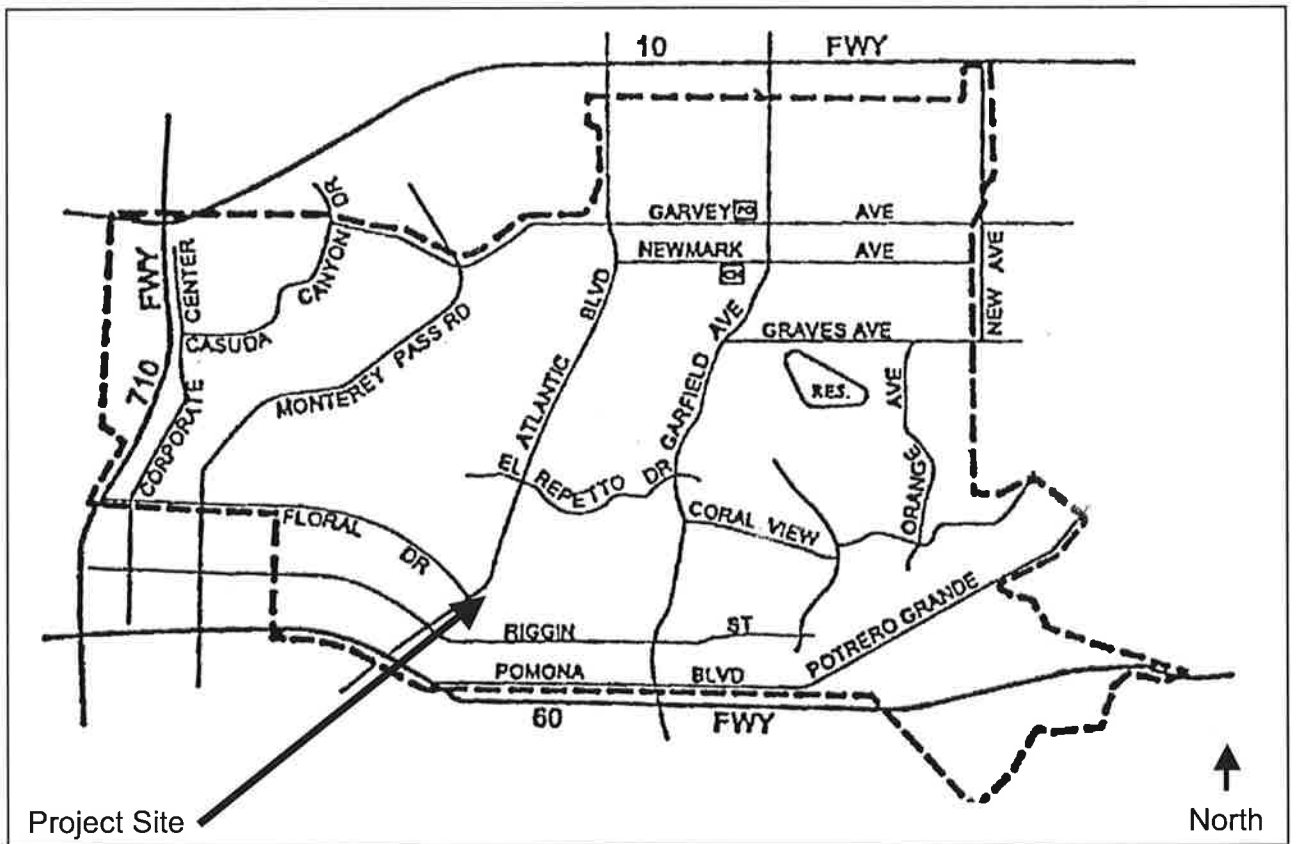 10 FWY
DR
GARVEY PO AVE
NEWMARK AVE
CANYON
CENTER
FWY
710
CASUDA
CORPORATE
MONTEREY PASS RD
ATLANTIC BLVD
GARFIELD AVE
NEW AVE
GRAVES AVE
RES.
ORANGE AVE
EL REPETTO DR
CORAL VIEW
FLORAL DR
RIGGIN ST
POTRERO GRANDE
POMONA BLVD
60 FWY
Project Site
North